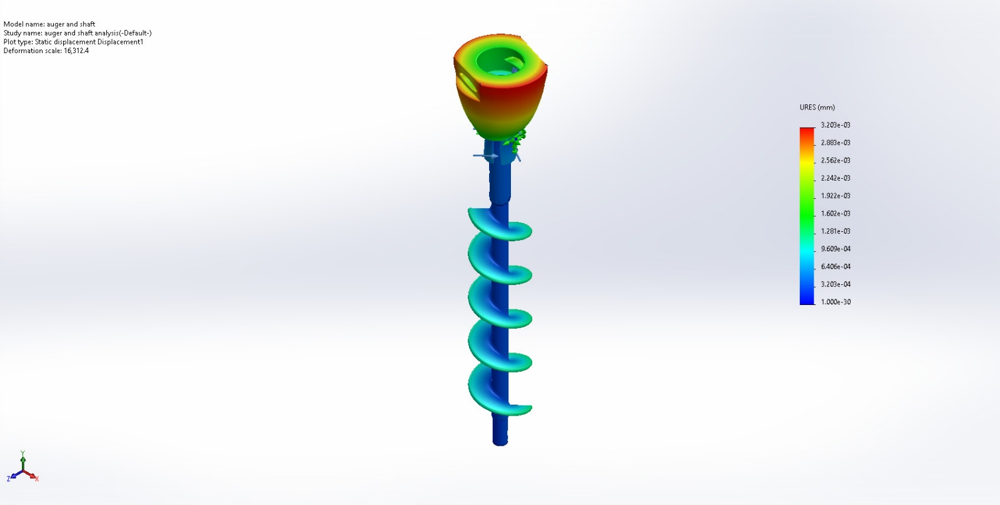 Model name: auger and shaft
Study name: auger and shaft analysis(-Default-)
Plot type: Static displacement Displacement1
Deformation scale: 16,312.4
URES (mm)
3.203e-03
2.883e-03
2.562e-03
2.242e-03
1.922e-03
1.602e-03
1.281e-03
9.609e-04
6.406e-04
3.203e-04
1.000e-30
Y
Z
X